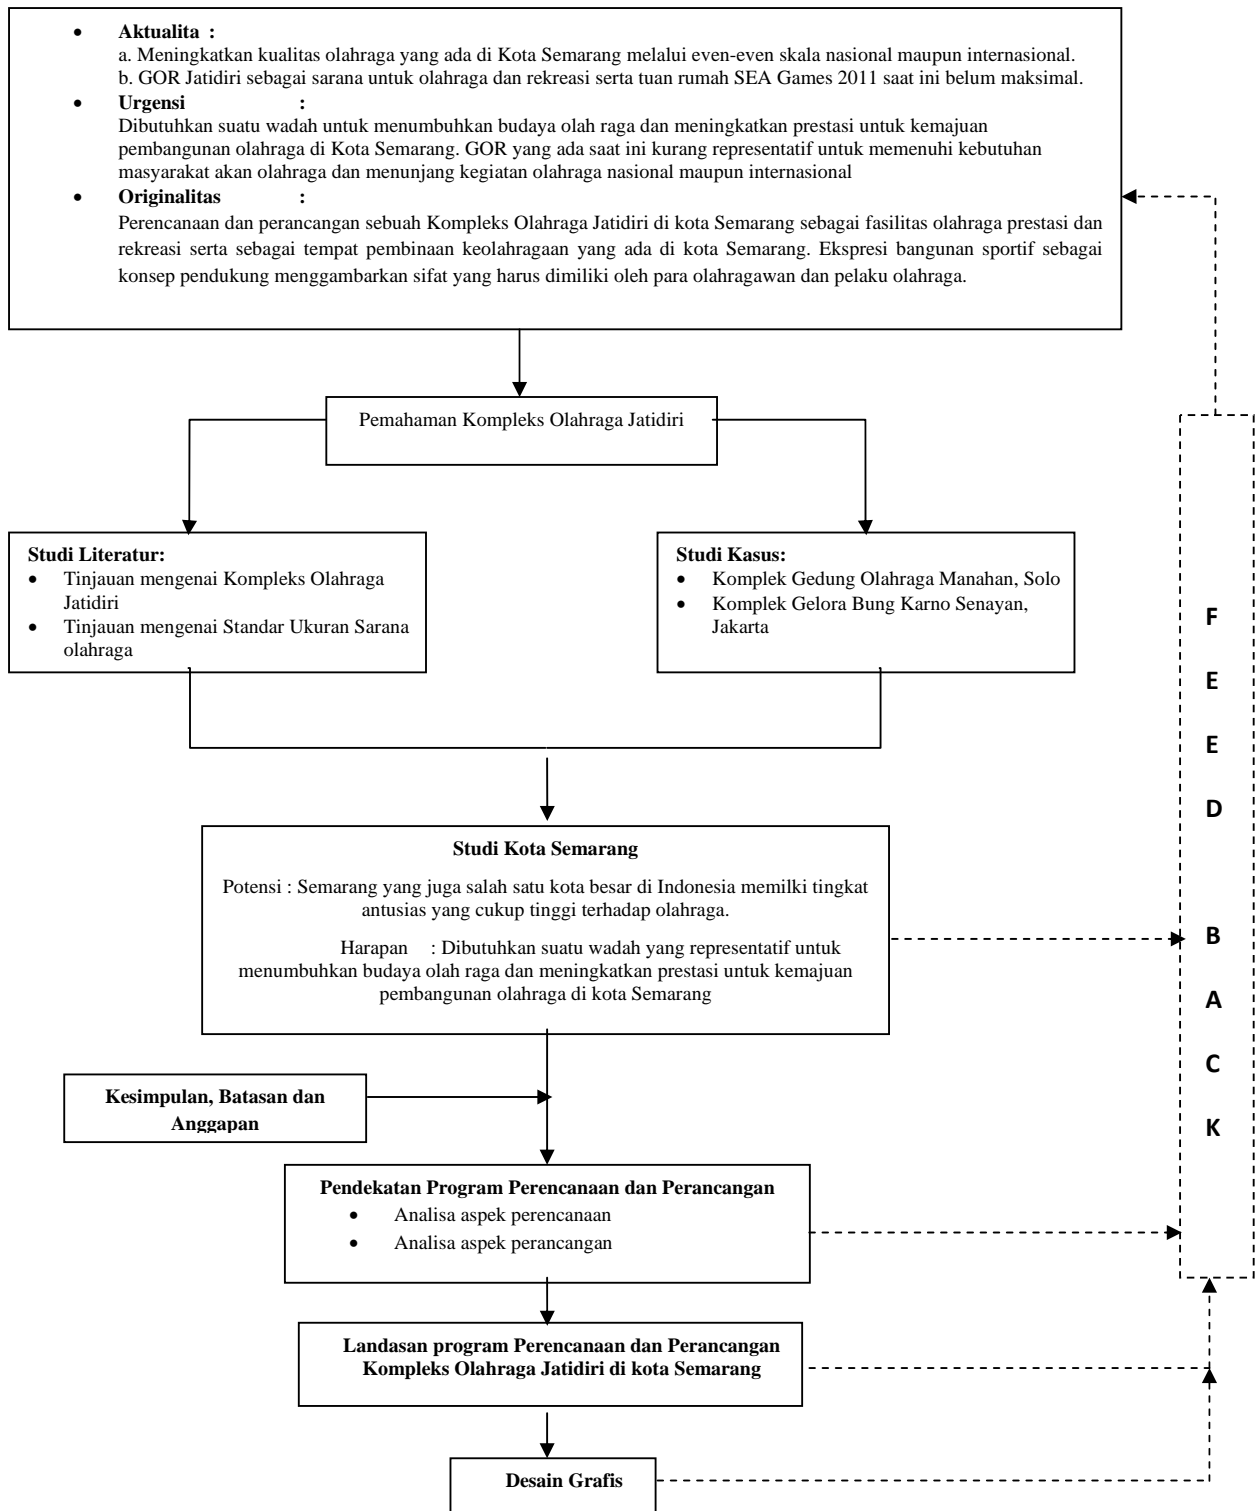 • Aktualita :
a. Meningkatkan kualitas olahraga yang ada di Kota Semarang melalui even-even skala nasional maupun internasional.
b. GOR Jatidiri sebagai sarana untuk olahraga dan rekreasi serta tuan rumah SEA Games 2011 saat ini belum maksimal.
• Urgensi :
Dibutuhkan suatu wadah untuk menumbuhkan budaya olah raga dan meningkatkan prestasi untuk kemajuan
pembangunan olahraga di Kota Semarang. GOR yang ada saat ini kurang representatif untuk memenuhi kebutuhan
masyarakat akan olahraga dan menunjang kegiatan olahraga nasional maupun internasional
• Originalitas :
Perencanaan dan perancangan sebuah Kompleks Olahraga Jatidiri di kota Semarang sebagai fasilitas olahraga prestasi dan
rekreasi serta sebagai tempat pembinaan keolahragaan yang ada di kota Semarang. Ekspresi bangunan sportif sebagai
konsep pendukung menggambarkan sifat yang harus dimiliki oleh para olahragawan dan pelaku olahraga.
Pemahaman Kompleks Olahraga Jatidiri
Studi Literatur:
• Tinjauan mengenai Kompleks Olahraga
Jatidiri
• Tinjauan mengenai Standar Ukuran Sarana
olahraga
Studi Kasus:
• Komplek Gedung Olahraga Manahan, Solo
• Komplek Gelora Bung Karno Senayan,
Jakarta
Studi Kota Semarang
Potensi : Semarang yang juga salah satu kota besar di Indonesia memilki tingkat
antusias yang cukup tinggi terhadap olahraga.
Harapan : Dibutuhkan suatu wadah yang representatif untuk
menumbuhkan budaya olah raga dan meningkatkan prestasi untuk kemajuan
pembangunan olahraga di kota Semarang
Kesimpulan, Batasan dan
Anggapan
Pendekatan Program Perencanaan dan Perancangan
• Analisa aspek perencanaan
• Analisa aspek perancangan
Landasan program Perencanaan dan Perancangan
Kompleks Olahraga Jatidiri di kota Semarang
Desain Grafis
F
E
E
D
B
A
C
K